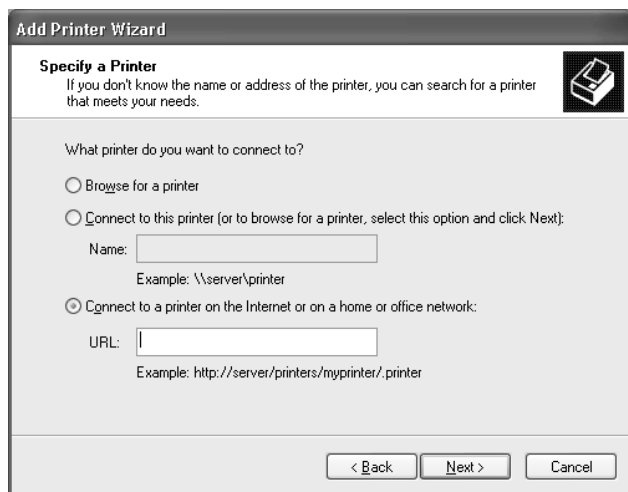 Add Printer Wizard
Specify a Printer
If you don't know the name or address of the printer, you can search for a printer
that meets your needs.
What printer do you want to connect to?
Browse for a printer
Connect to this printer (or to browse for a printer, select this option and click Next):
Name:
Example: \\server\printer
Connect to a printer on the Internet or on a home or office network:
URL:
Example: http://server/printers/myprinter/.printer
< Back Next > Cancel